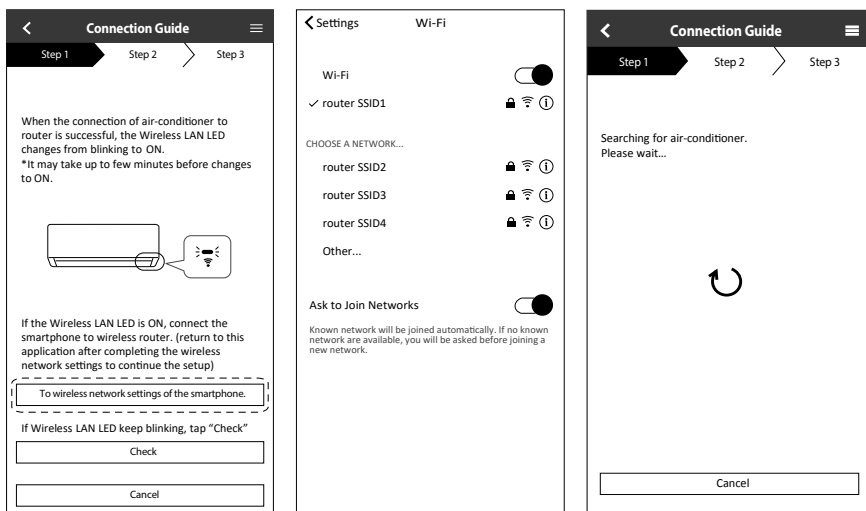 Connection Guide
Step 1
Step 2
Step 3
When the connection of air-conditioner to
router is successful, the Wireless LAN LED
changes from blinking to ON.
*It may take up to few minutes before changes
to ON.
If the Wireless LAN LED is ON, connect the
smartphone to wireless router. (return to this
application after completing the wireless
network settings to continue the setup)
To wireless network settings of the smartphone.
If Wireless LAN LED keep blinking, tap “Check”
Check
Cancel
Settings
Wi-Fi
Wi-Fi
router SSID1
CHOOSE A NETWORK...
router SSID2
router SSID3
router SSID4
Other...
Ask to Join Networks
Known network will be joined automatically. If no known
network are available, you will be asked before joining a
new network.
Connection Guide
Step 1
Step 2
Step 3
Searching for air-conditioner.
Please wait...
Cancel